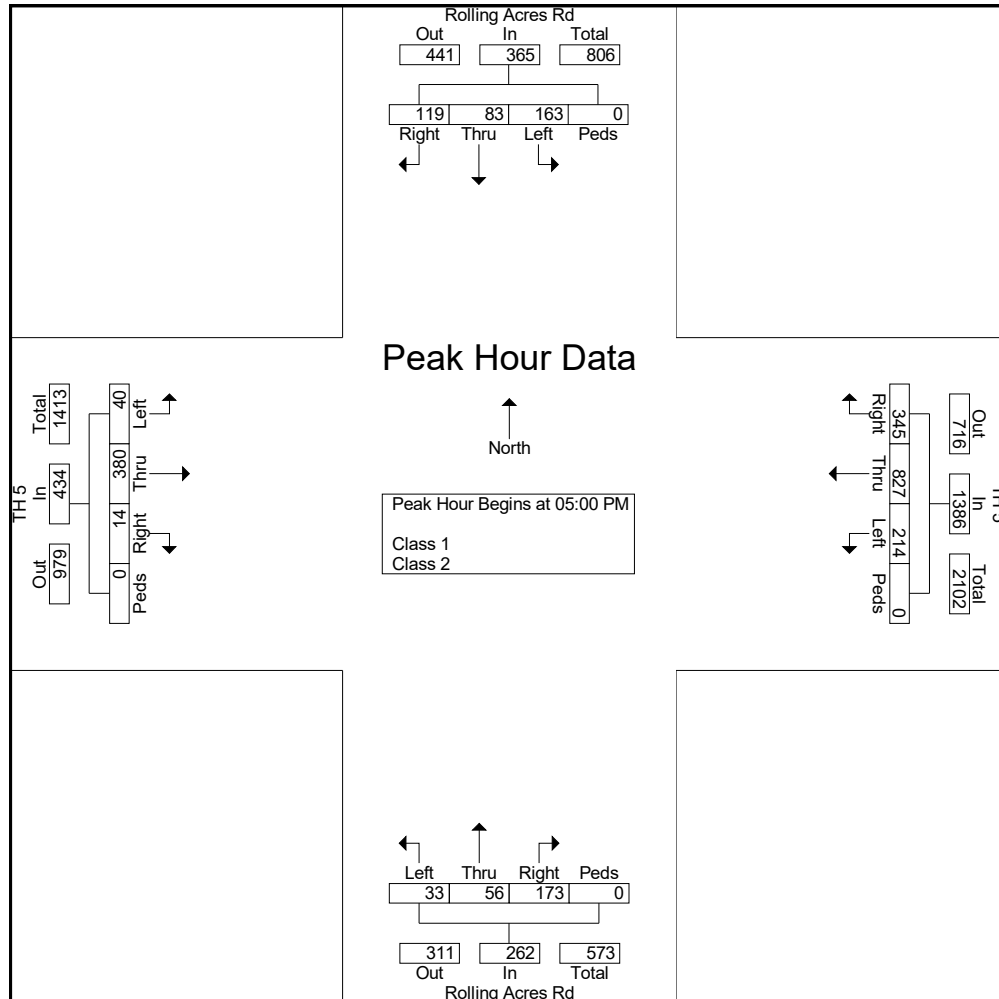 Rolling Acres Rd
Out In Total
441 365 806
119 83 163 0
Right Thru Left Peds
Peak Hour Data
North
Peak Hour Begins at 05:00 PM
Class 1
Class 2
TH 5
Total In Out
1413 434 979
40 380 14 0
Left Thru Right Peds
Out In Total
716 1386 2102
345 827 214 0
Right Thru Left Peds
Left Thru Right Peds
33 56 173 0
311 262 573
Out In Total
Rolling Acres Rd